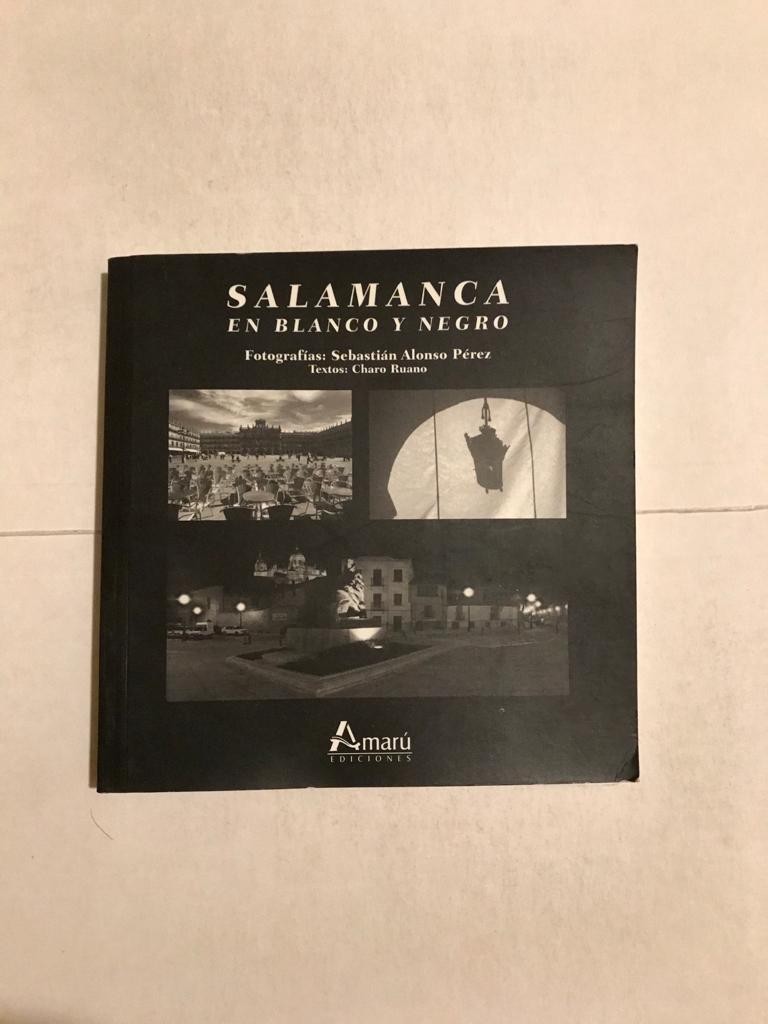 SALAMANCA
EN BLANCO Y NEGRO
Fotografías: Sebastián Alonso Pérez
Textos: Charo Ruano
Amarú
EDICIONES